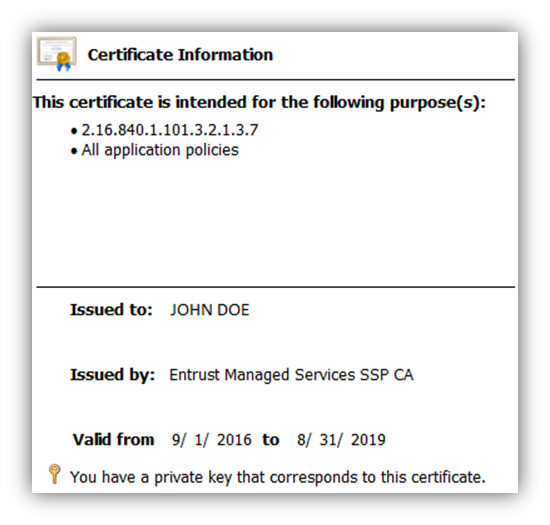 Certificate Information
This certificate is intended for the following purpose(s):
• 2.16.840.1.101.3.2.1.3.7
• All application policies
Issued to: JOHN DOE
Issued by: Entrust Managed Services SSP CA
Valid from 9/ 1/ 2016 to 8/ 31/ 2019
You have a private key that corresponds to this certificate.